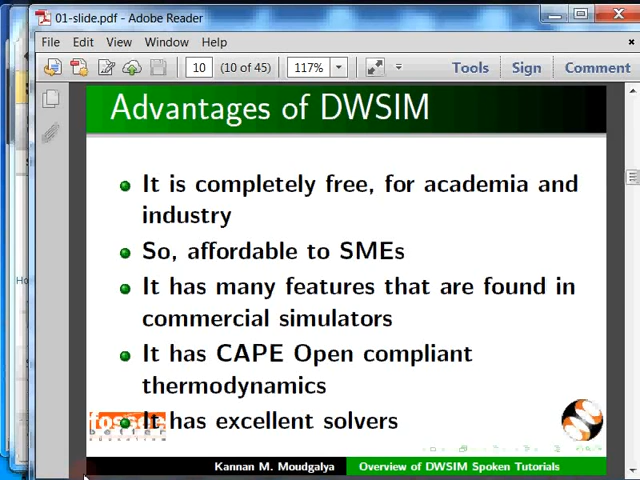 01-slide.pdf - Adobe Reader
File Edit View Window Help
10 (10 of 45) 117% Tools Sign Comment
Advantages of DWSIM
It is completely free, for academia and
industry
So, affordable to SMEs
It has many features that are found in
commercial simulators
It has CAPE Open compliant
thermodynamics
It has excellent solvers
fossee
Kannan M. Moudgalya Overview of DWSIM Spoken Tutorials